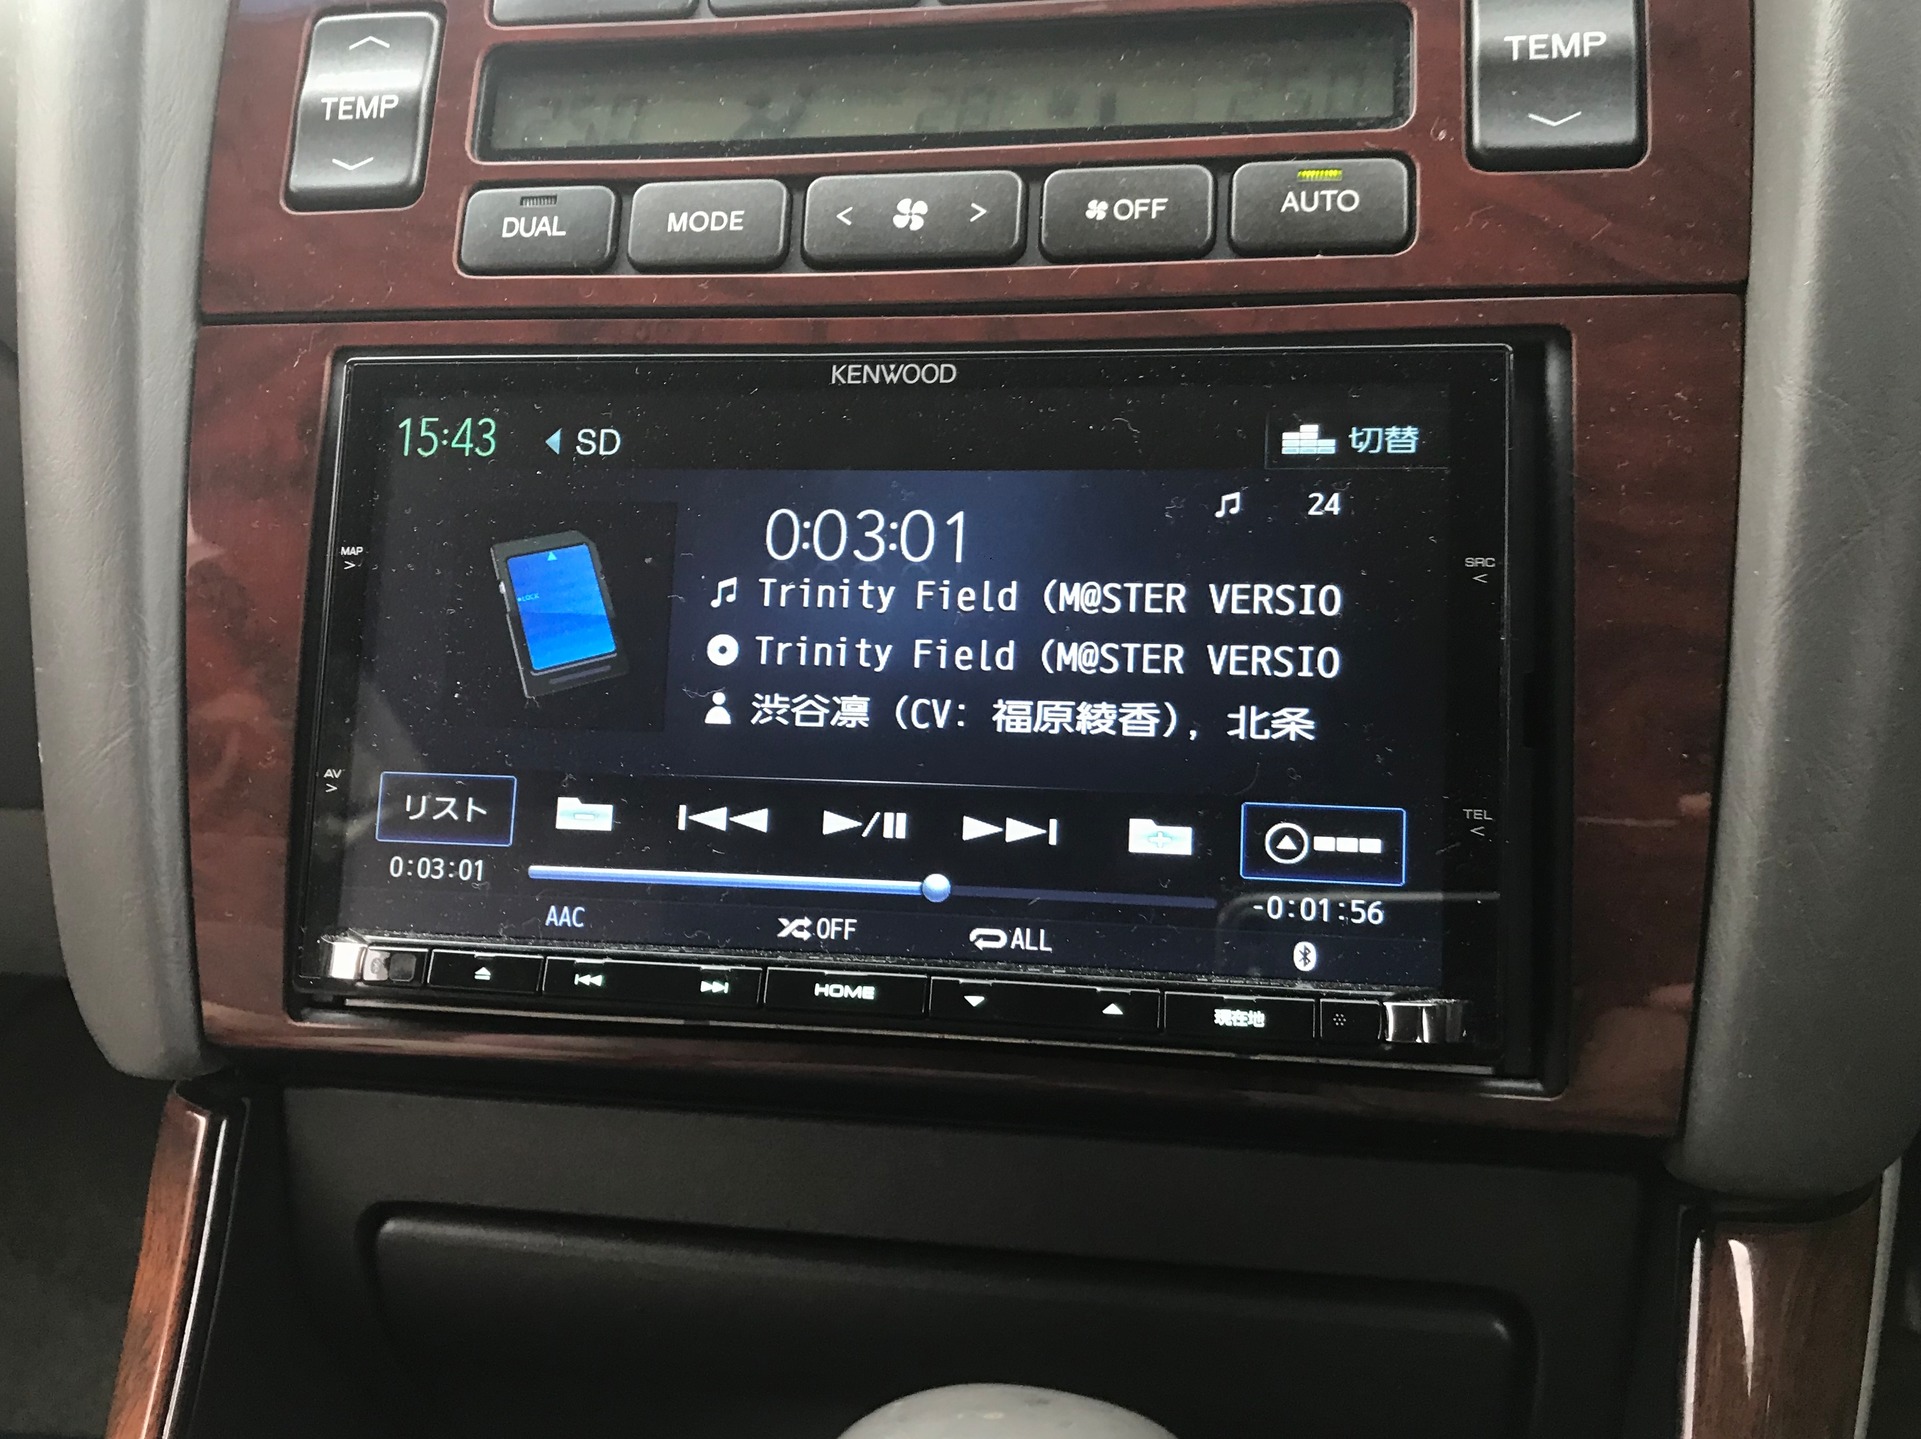 TEMP
TEMP
DUAL
MODE
OFF
AUTO
KENWOOD
15:43
SD
切替
0:03:01
24
MAP
SRC
Trinity Field (M@STER VERSIO
Trinity Field (M@STER VERSIO
渋谷凛（CV: 福原綾香）, 北条
AV
TEL
リスト
0:03:01
-0:01:56
AAC
OFF
ALL
HOME
現在地